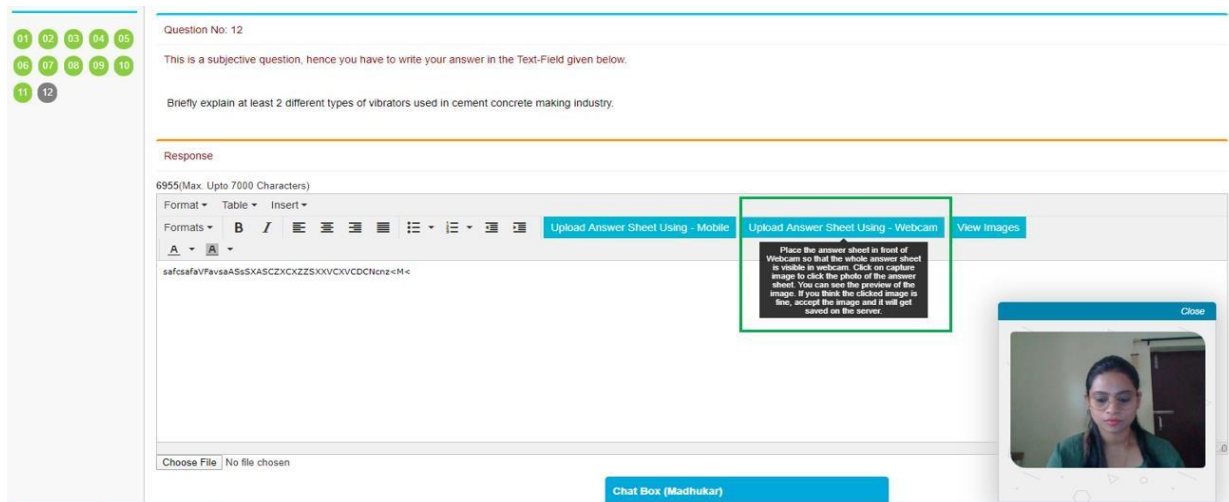 01 02 03 04 05
06 07 08 09 10
11 12
Question No: 12
This is a subjective question, hence you have to write your answer in the Text-Field given below.
Briefly explain at least 2 different types of vibrators used in cement concrete making industry.
Response
6955(Max. Upto 7000 Characters)
Format Table Insert
Formats B I Upload Answer Sheet Using - Mobile Upload Answer Sheet Using - Webcam View Images
A A
Place the answer sheet in front of
Webcam so that the whole answer sheet
is visible in webcam. Click on capture
image to click the photo of the answer
sheet. You can see the preview of the
image. If you think the clicked image is
fine, accept the image and it will get
saved on the server.
safcsafaVFavsaASsSXASCZXCXZZSXXVCXVCDCNcnz<M<
Close
Choose File No file chosen
Chat Box (Madhukar)